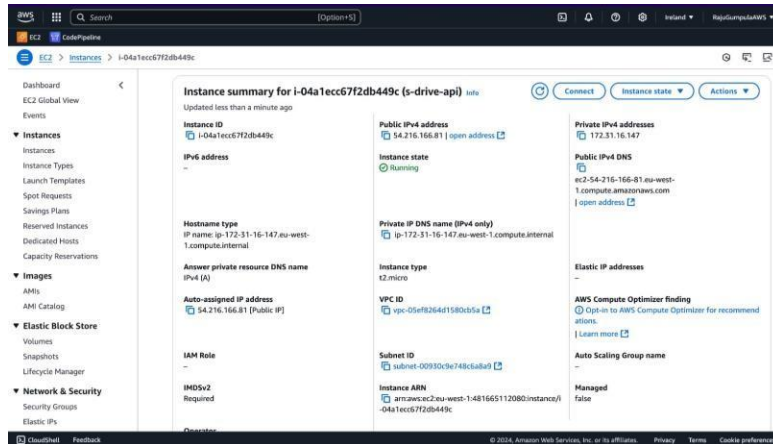 aws
Search
[Option+S]
Ireland ▼
RajuGumpulaAWS ▼
EC2
CodePipeline
EC2 > Instances > i-04a1ecc67f2db449c
Dashboard
EC2 Global View
Events
▼ Instances
Instances
Instance Types
Launch Templates
Spot Requests
Savings Plans
Reserved Instances
Dedicated Hosts
Capacity Reservations
▼ Images
AMIs
AMI Catalog
▼ Elastic Block Store
Volumes
Snapshots
Lifecycle Manager
▼ Network & Security
Security Groups
Elastic IPs
Instance summary for i-04a1ecc67f2db449c (s-drive-api) Info
Connect
Instance state ▼
Actions ▼
Updated less than a minute ago
Instance ID
i-04a1ecc67f2db449c
Public IPv4 address
54.216.166.81 | open address
Private IPv4 addresses
172.31.16.147
IPv6 address
–
Instance state
Running
Public IPv4 DNS
ec2-54-216-166-81.eu-west-
1.compute.amazonaws.com
| open address
Hostname type
IP name: ip-172-31-16-147.eu-west-
1.compute.internal
Private IP DNS name (IPv4 only)
ip-172-31-16-147.eu-west-1.compute.internal
Answer private resource DNS name
IPv4 (A)
Instance type
t2.micro
Elastic IP addresses
–
Auto-assigned IP address
54.216.166.81 [Public IP]
VPC ID
vpc-05ef8264d1580cb5a
AWS Compute Optimizer finding
Opt-in to AWS Compute Optimizer for recommend
ations.
| Learn more
IAM Role
–
Subnet ID
subnet-00930c9e748c6a8a9
Auto Scaling Group name
–
IMDSv2
Required
Instance ARN
arn:aws:ec2:eu-west-1:481665112080:instance/i
-04a1ecc67f2db449c
Managed
false
Operator
CloudShell
Feedback
© 2024, Amazon Web Services, Inc. or its affiliates.
Privacy
Terms
Cookie preferences